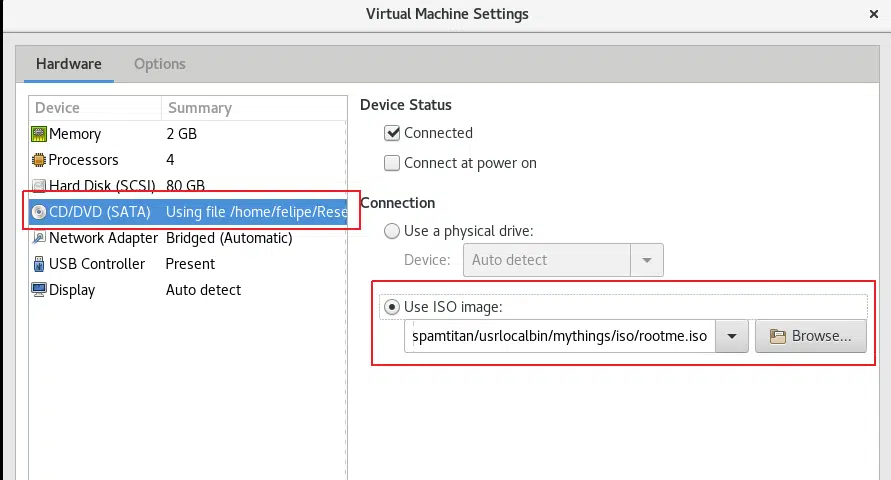 Virtual Machine Settings ×
Hardware Options
Device Summary
Memory 2 GB
Processors 4
Hard Disk (SCSI) 80 GB
CD/DVD (SATA) Using file /home/felipe/Rese
Network Adapter Bridged (Automatic)
USB Controller Present
Display Auto detect
Device Status
Connected
Connect at power on
Connection
Use a physical drive:
Device: Auto detect
Use ISO image:
spamtitan/usrlocalbin/mythings/iso/rootme.iso Browse...